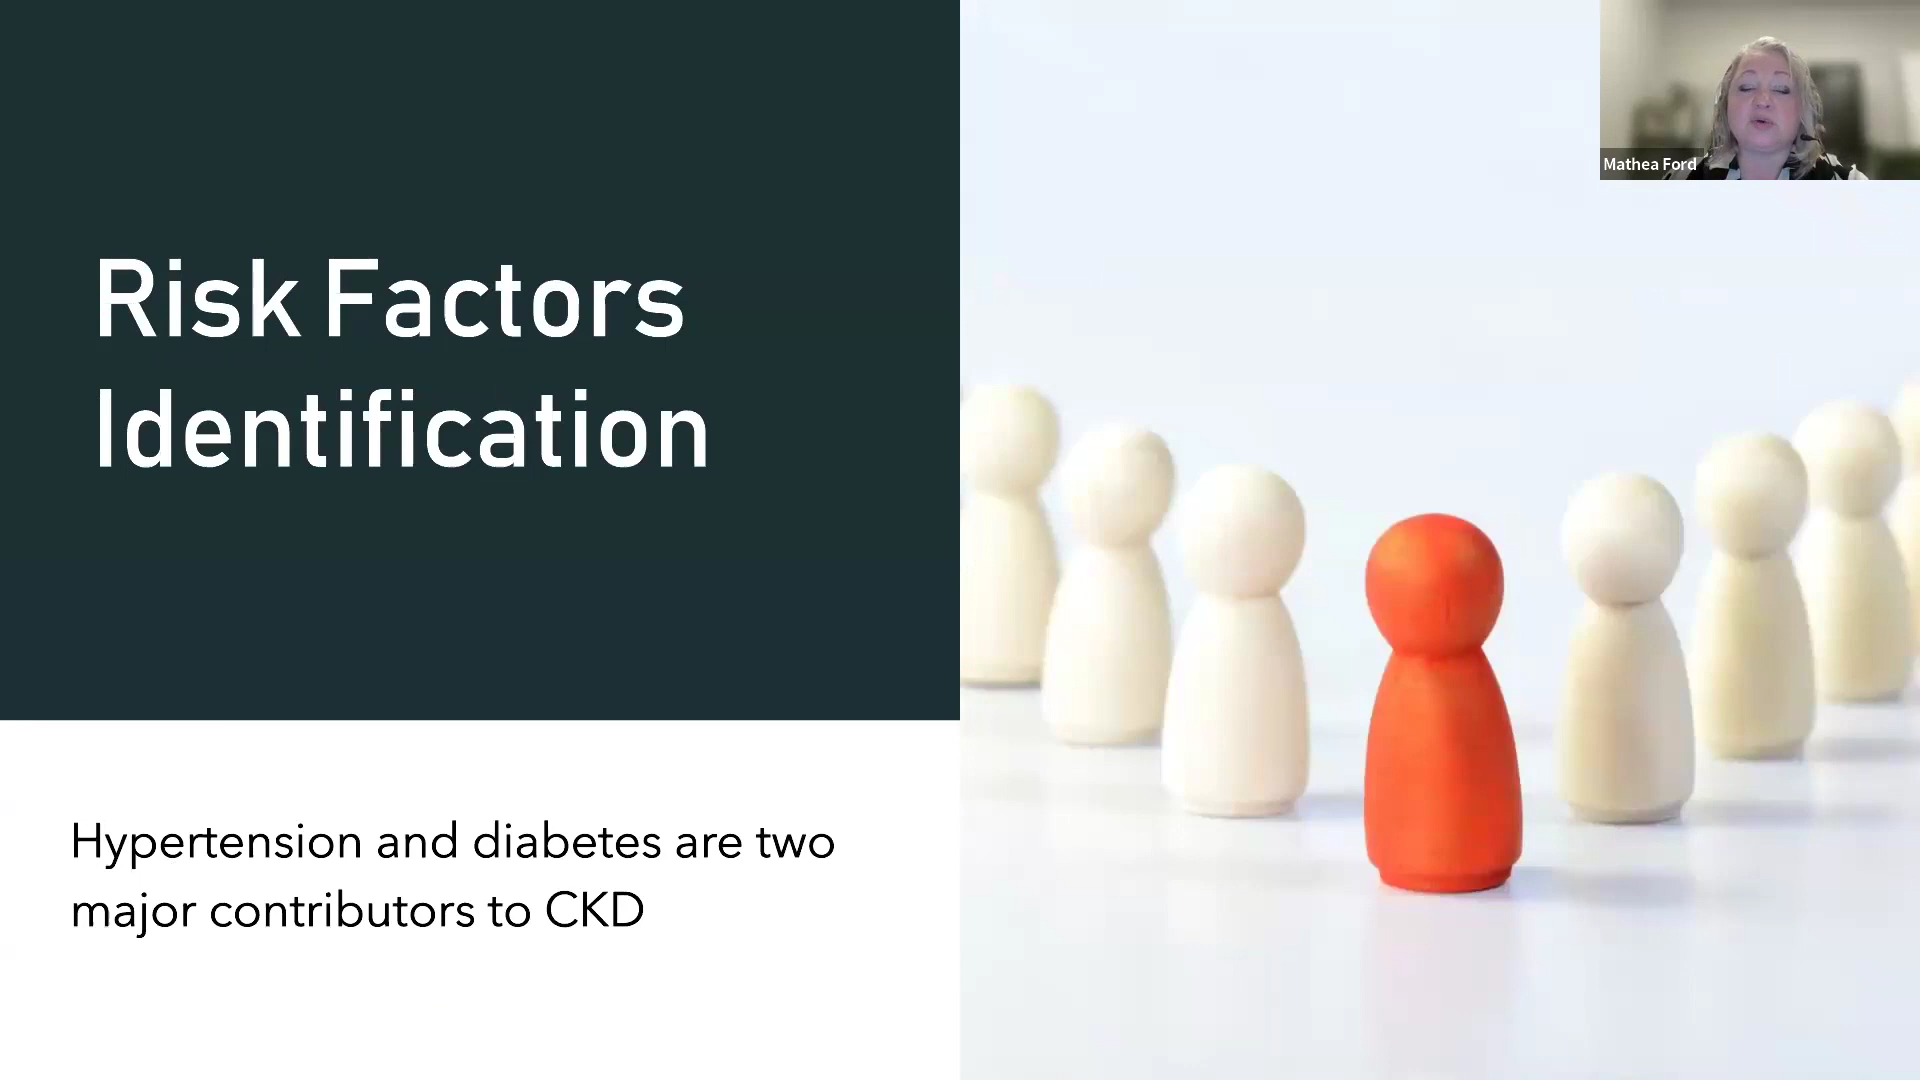 Risk Factors
Identification
Hypertension and diabetes are two
major contributors to CKD
Mathea Ford